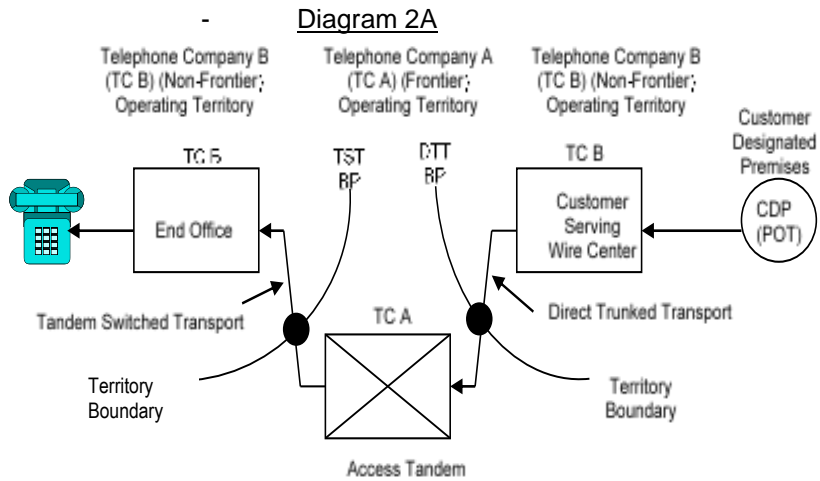 - Diagram 2A
Telephone Company B
(TC B) (Non-Frontier;
Operating Territory
Telephone Company A
(TC A) (Frontier;
Operating Territory
Telephone Company B
(TC B) (Non-Frontier;
Operating Territory
Customer
Designated
Premises
TC B
TST
BP
DTT
BP
TC B
End Office
Customer
Serving
Wire Center
CDP
(POT)
Tandem Switched Transport
TC A
Direct Trunked Transport
Territory
Boundary
Territory
Boundary
Access Tandem